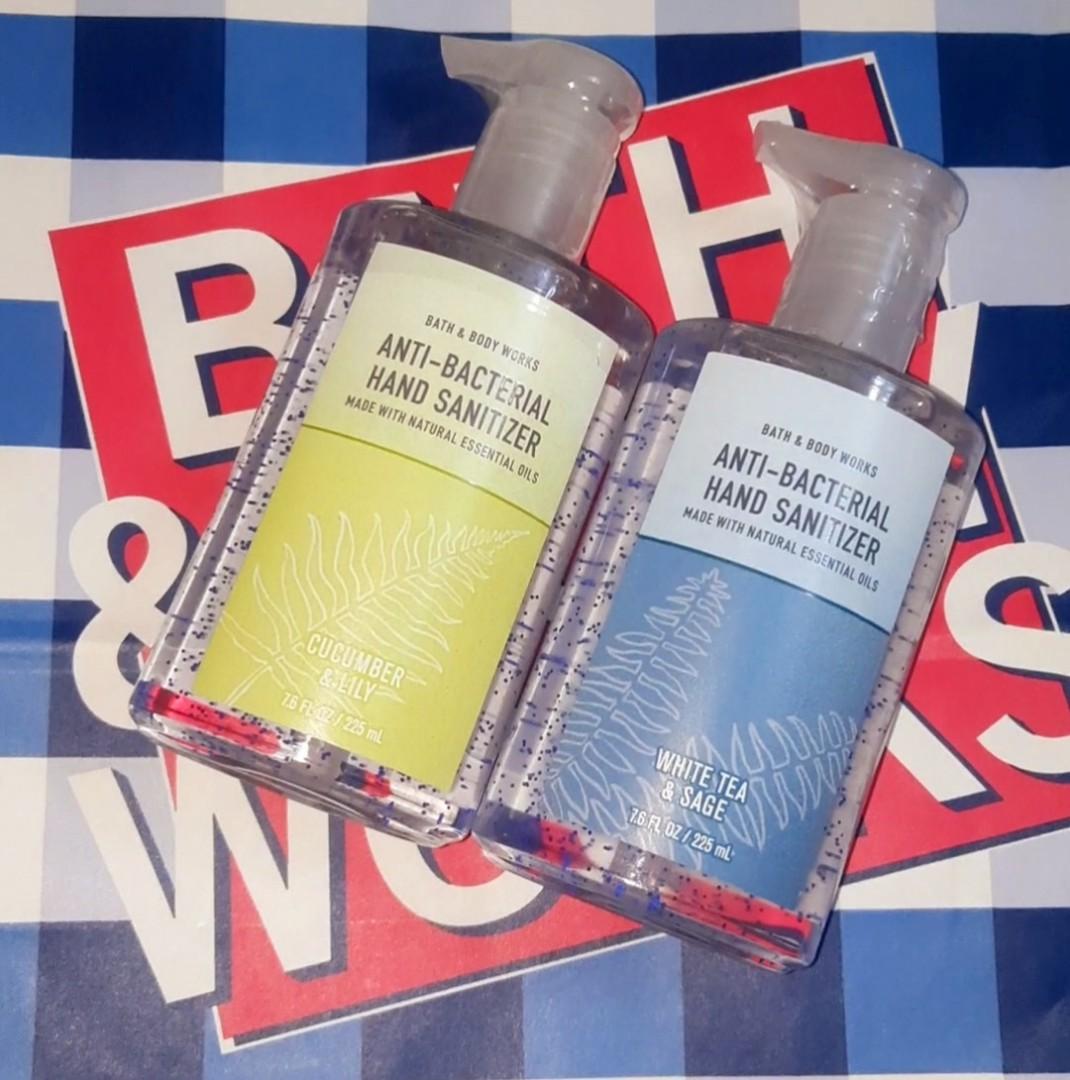 BATH & BODY WORKS
ANTI-BACTERIAL
HAND SANITIZER
MADE WITH NATURAL ESSENTIAL OILS
CUCUMBER
& LILY
7.6 FL OZ / 225 mL
BATH & BODY WORKS
ANTI-BACTERIAL
HAND SANITIZER
MADE WITH NATURAL ESSENTIAL OILS
WHITE TEA
& SAGE
7.6 FL OZ / 225 mL